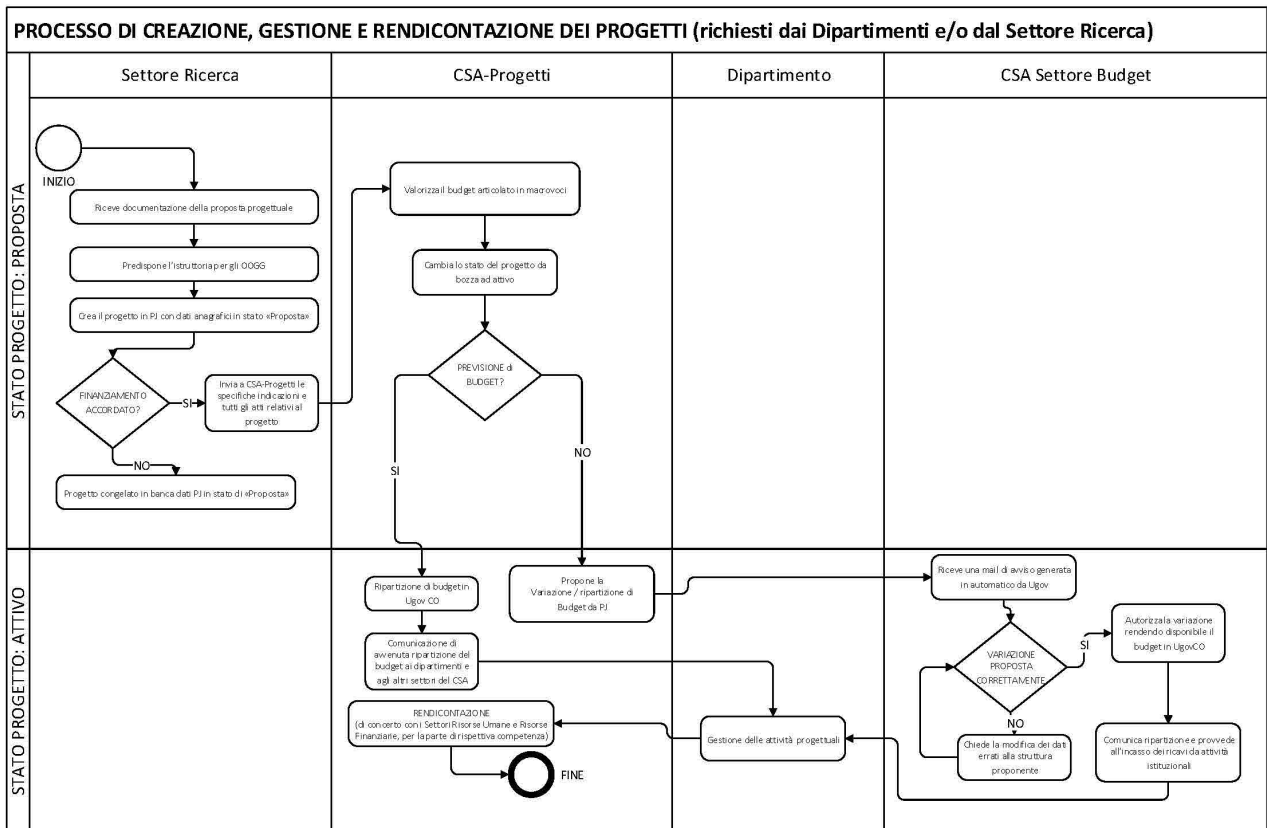 PROCESSO DI CREAZIONE, GESTIONE E RENDICONTAZIONE DEI PROGETTI (richiesti dai Dipartimenti e/o dal Settore Ricerca)
Settore Ricerca
CSA-Progetti
Dipartimento
CSA Settore Budget
STATO PROGETTO: PROPOSTA
INIZIO
Riceve documentazione della proposta progettuale
Predispone l'istruttoria per gli OOGG
Crea il progetto in PJ con dati anagrafici in stato «Proposta»
FINANZIAMENTO
ACCORDATO?
SI
Invia a CSA-Progetti le
specifiche indicazioni e
tutti gli atti relativi al
progetto
NO
Progetto congelato in banca dati PJ in stato di «Proposta»
Valorizza il budget articolato in macrovoci
Cambia lo stato del progetto da
bozza ad attivo
PREVISIONE di
BUDGET?
SI
NO
STATO PROGETTO: ATTIVO
Ripartizione di budget in
Ugov CO
Propone la
Variazione / ripartizione di
Budget da PJ
Comunicazione di
avvenuta ripartizione del
budget ai dipartimenti e
agli altri settori del CSA
RENDICONTAZIONE
(di concerto con i Settori Risorse Umane e Risorse
Finanziarie, per la parte di rispettiva competenza)
FINE
Gestione delle attività progettuali
Riceve una mail di avviso generata
in automatico da Ugov
VARIAZIONE
PROPOSTA
CORRETTAMENTE
SI
Autorizza la variazione
rendendo disponibile il
budget in UgovCO
NO
Chiede la modifica dei dati
errati alla struttura
proponente
Comunica ripartizione e provvede
all'incasso dei ricavi da attività
istituzionali